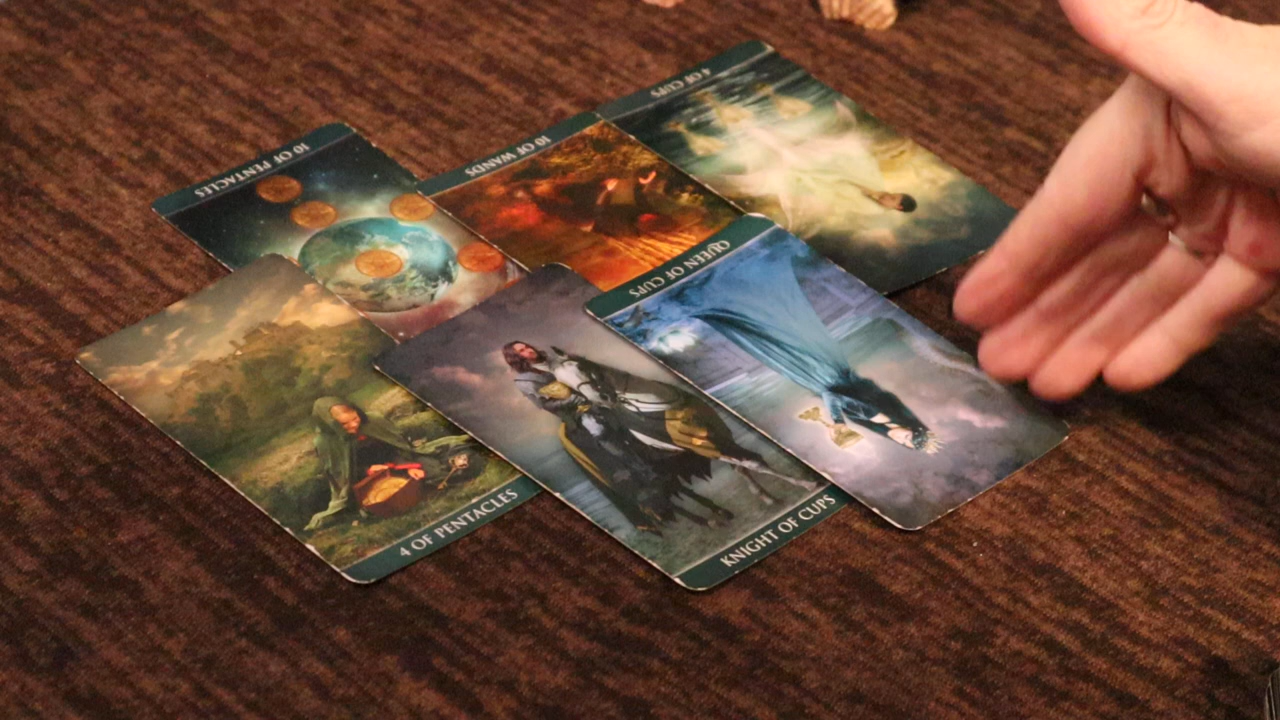 10 OF PENTACLES
10 OF WANDS
4 OF CUPS
4 OF PENTACLES
KNIGHT OF CUPS
QUEEN OF CUPS